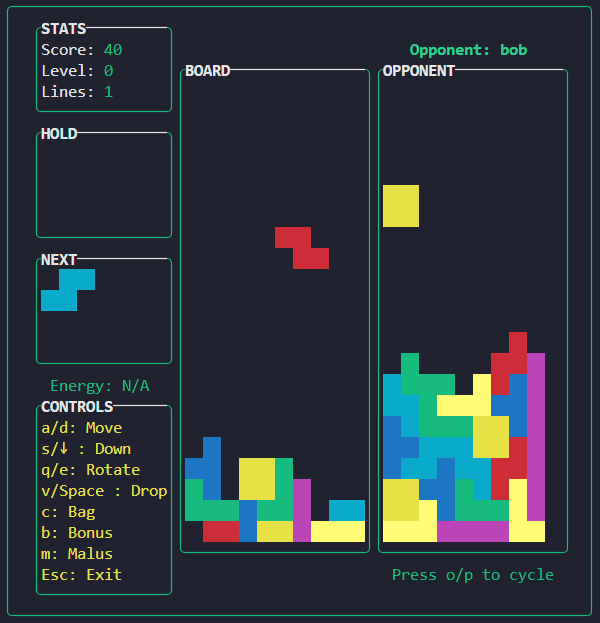 STATS
Score: 40
Level: 0
Lines: 1
HOLD
NEXT
Energy: N/A
CONTROLS
a/d: Move
s/↓ : Down
q/e: Rotate
v/Space : Drop
c: Bag
b: Bonus
m: Malus
Esc: Exit
BOARD
Opponent: bob
OPPONENT
Press o/p to cycle